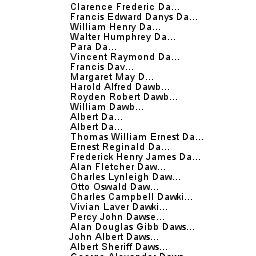 Clarence Frederic Da...
Francis Edward Danys Da...
William Henry Da...
Walter Humphrey Da...
Para Da...
Vincent Raymond Da...
Francis Dav...
Margaret May D...
Harold Alfred Dawb...
Royden Robert Dawb...
William Dawb...
Albert Da...
Albert Da...
Thomas William Ernest Da...
Ernest Reginald Da...
Frederick Henry James Da...
Alan Fletcher Daw...
Charles Lynleigh Daw...
Otto Oswald Daw...
Charles Campbell Dawki...
Vivian Laver Dawki...
Percy John Dawse...
Alan Douglas Gibb Daws...
John Albert Daws...
Albert Sheriff Daws...
George Alexander Daws...